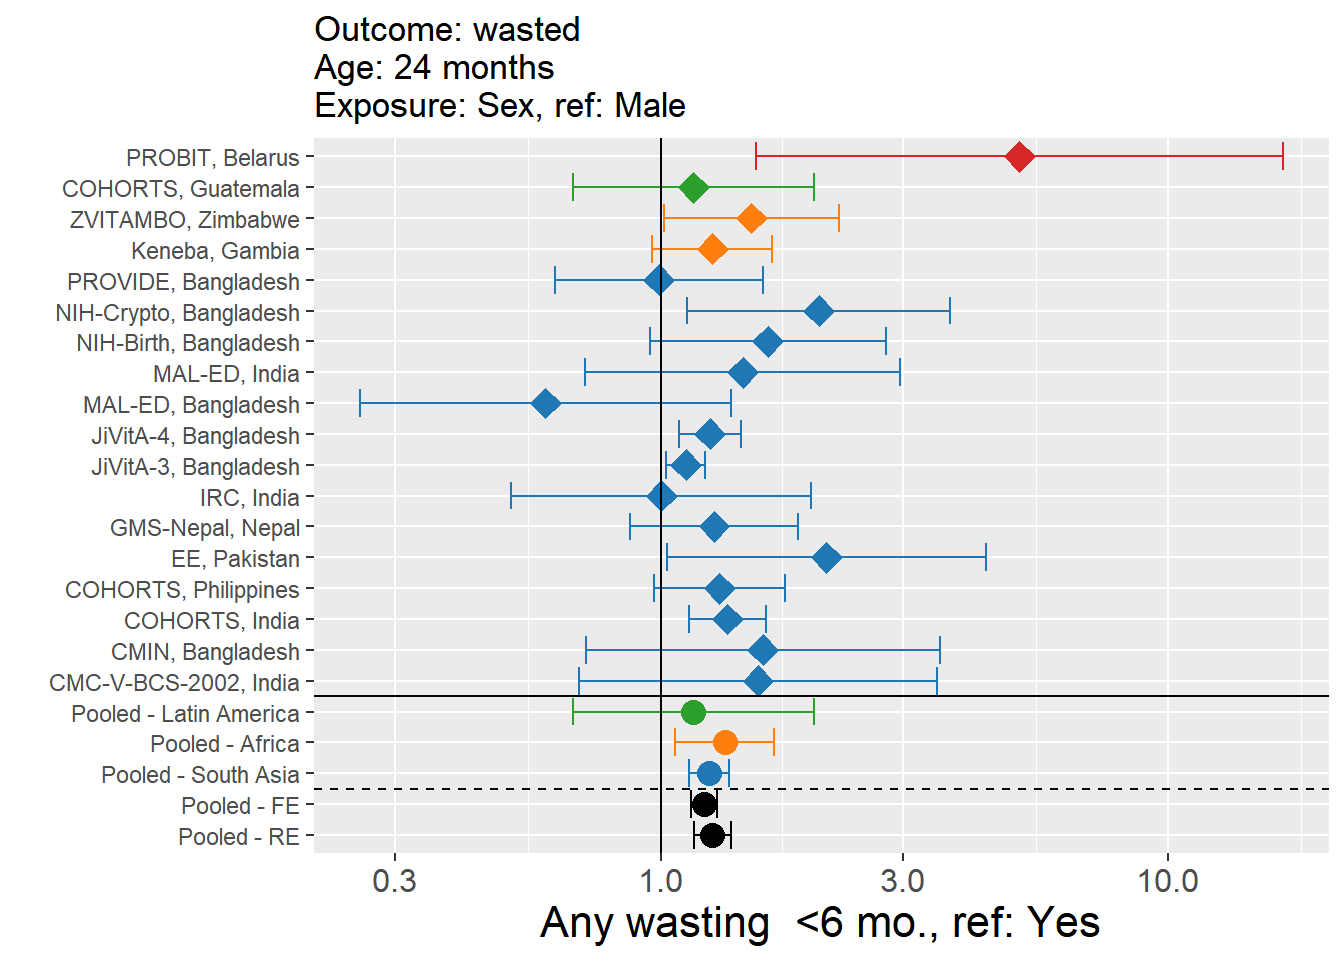 Outcome: wasted
Age: 24 months
Exposure: Sex, ref: Male
PROBIT, Belarus
COHORTS, Guatemala
ZVITAMBO, Zimbabwe
Keneba, Gambia
PROVIDE, Bangladesh
NIH-Crypto, Bangladesh
NIH-Birth, Bangladesh
MAL-ED, India
MAL-ED, Bangladesh
JiVitA-4, Bangladesh
JiVitA-3, Bangladesh
IRC, India
GMS-Nepal, Nepal
EE, Pakistan
COHORTS, Philippines
COHORTS, India
CMIN, Bangladesh
CMC-V-BCS-2002, India
Pooled - Latin America
Pooled - Africa
Pooled - South Asia
Pooled - FE
Pooled - RE
0.3 1.0 3.0 10.0
Any wasting  <6 mo., ref: Yes